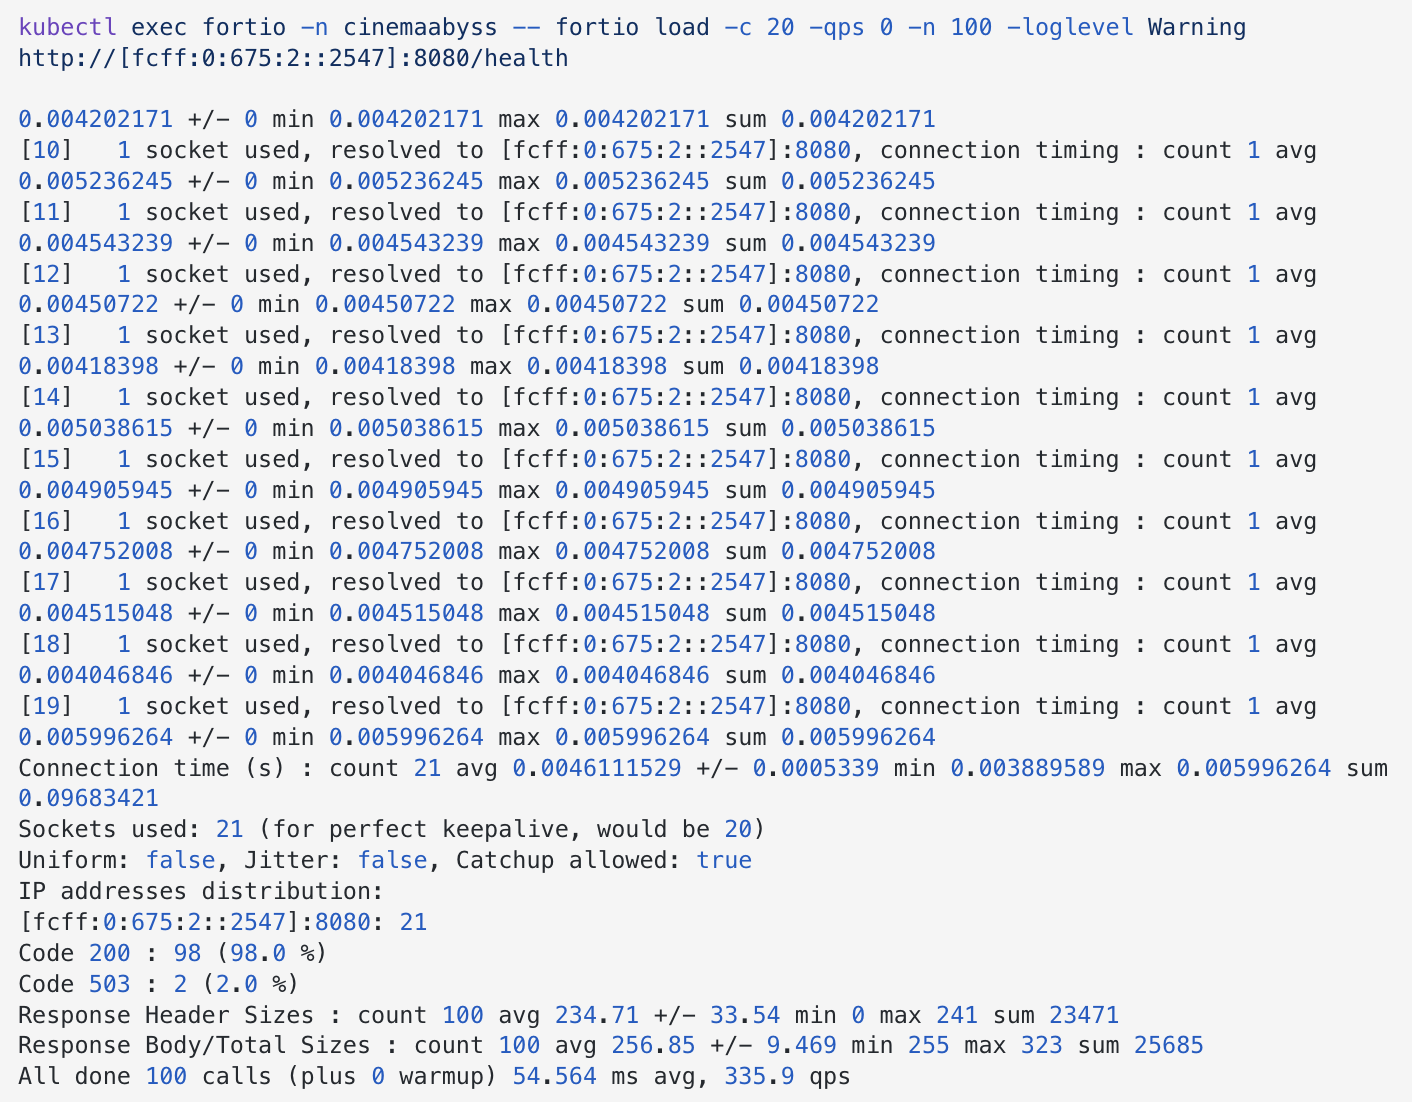 kubectl exec fortio -n cinemaabyss -- fortio load -c 20 -qps 0 -n 100 -loglevel Warning
http://[fcff:0:675:2::2547]:8080/health

0.004202171 +/- 0 min 0.004202171 max 0.004202171 sum 0.004202171
[10]   1 socket used, resolved to [fcff:0:675:2::2547]:8080, connection timing : count 1 avg
0.005236245 +/- 0 min 0.005236245 max 0.005236245 sum 0.005236245
[11]   1 socket used, resolved to [fcff:0:675:2::2547]:8080, connection timing : count 1 avg
0.004543239 +/- 0 min 0.004543239 max 0.004543239 sum 0.004543239
[12]   1 socket used, resolved to [fcff:0:675:2::2547]:8080, connection timing : count 1 avg
0.00450722 +/- 0 min 0.00450722 max 0.00450722 sum 0.00450722
[13]   1 socket used, resolved to [fcff:0:675:2::2547]:8080, connection timing : count 1 avg
0.00418398 +/- 0 min 0.00418398 max 0.00418398 sum 0.00418398
[14]   1 socket used, resolved to [fcff:0:675:2::2547]:8080, connection timing : count 1 avg
0.005038615 +/- 0 min 0.005038615 max 0.005038615 sum 0.005038615
[15]   1 socket used, resolved to [fcff:0:675:2::2547]:8080, connection timing : count 1 avg
0.004905945 +/- 0 min 0.004905945 max 0.004905945 sum 0.004905945
[16]   1 socket used, resolved to [fcff:0:675:2::2547]:8080, connection timing : count 1 avg
0.004752008 +/- 0 min 0.004752008 max 0.004752008 sum 0.004752008
[17]   1 socket used, resolved to [fcff:0:675:2::2547]:8080, connection timing : count 1 avg
0.004515048 +/- 0 min 0.004515048 max 0.004515048 sum 0.004515048
[18]   1 socket used, resolved to [fcff:0:675:2::2547]:8080, connection timing : count 1 avg
0.004046846 +/- 0 min 0.004046846 max 0.004046846 sum 0.004046846
[19]   1 socket used, resolved to [fcff:0:675:2::2547]:8080, connection timing : count 1 avg
0.005996264 +/- 0 min 0.005996264 max 0.005996264 sum 0.005996264
Connection time (s) : count 21 avg 0.0046111529 +/- 0.0005339 min 0.003889589 max 0.005996264 sum
0.09683421
Sockets used: 21 (for perfect keepalive, would be 20)
Uniform: false, Jitter: false, Catchup allowed: true
IP addresses distribution:
[fcff:0:675:2::2547]:8080: 21
Code 200 : 98 (98.0 %)
Code 503 : 2 (2.0 %)
Response Header Sizes : count 100 avg 234.71 +/- 33.54 min 0 max 241 sum 23471
Response Body/Total Sizes : count 100 avg 256.85 +/- 9.469 min 255 max 323 sum 25685
All done 100 calls (plus 0 warmup) 54.564 ms avg, 335.9 qps